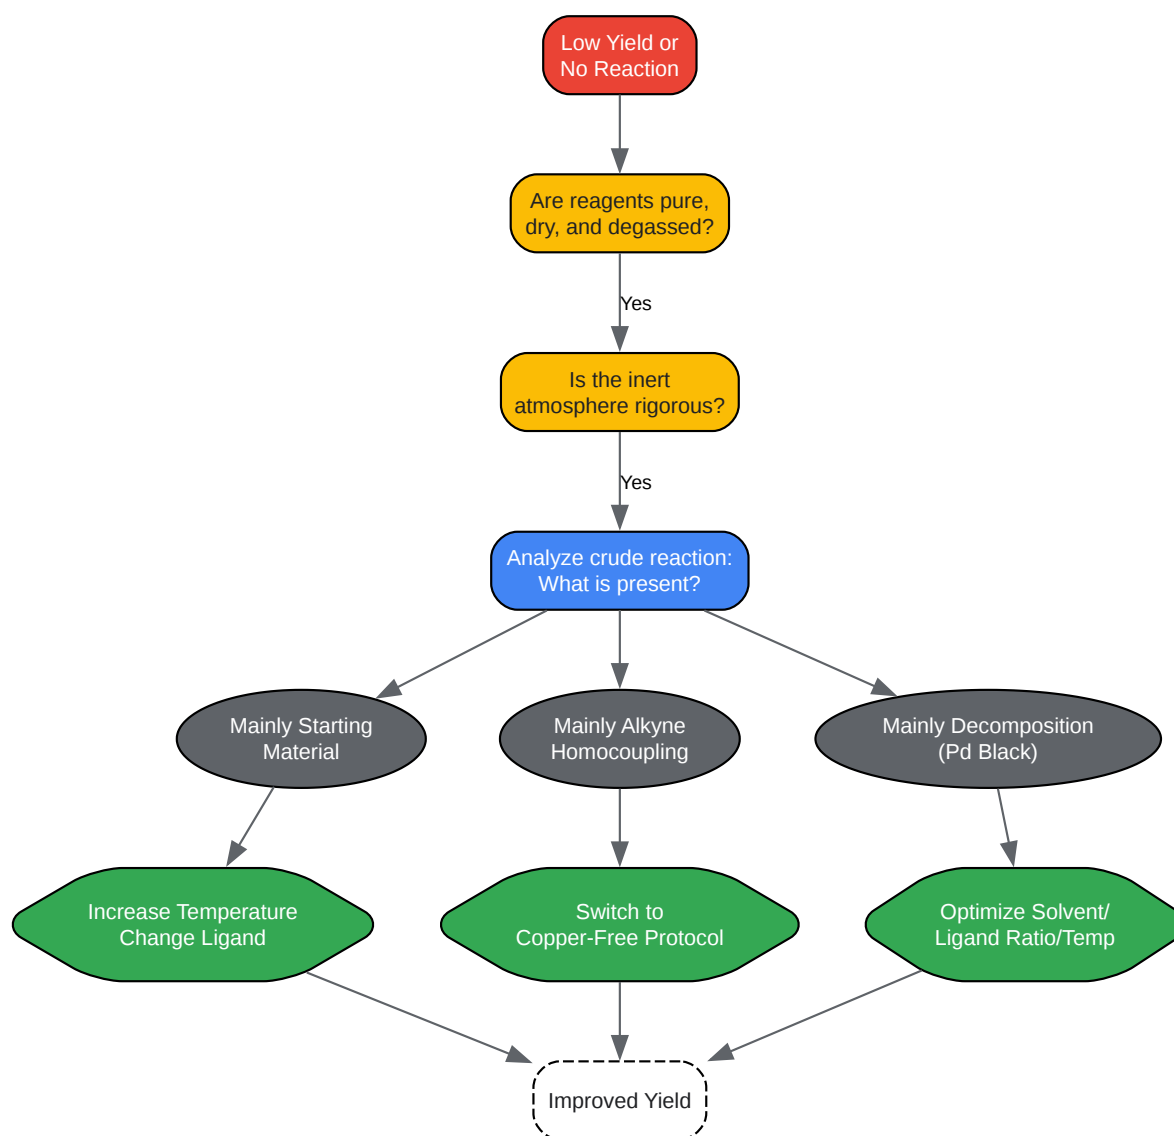 Low Yield or
No Reaction
Are reagents pure,
dry, and degassed?
Yes
Is the inert
atmosphere rigorous?
Yes
Analyze crude reaction:
What is present?
Mainly Starting
Material
Mainly Alkyne
Homocoupling
Mainly Decomposition
(Pd Black)
Increase Temperature
Change Ligand
Switch to
Copper-Free Protocol
Optimize Solvent/
Ligand Ratio/Temp
Improved Yield